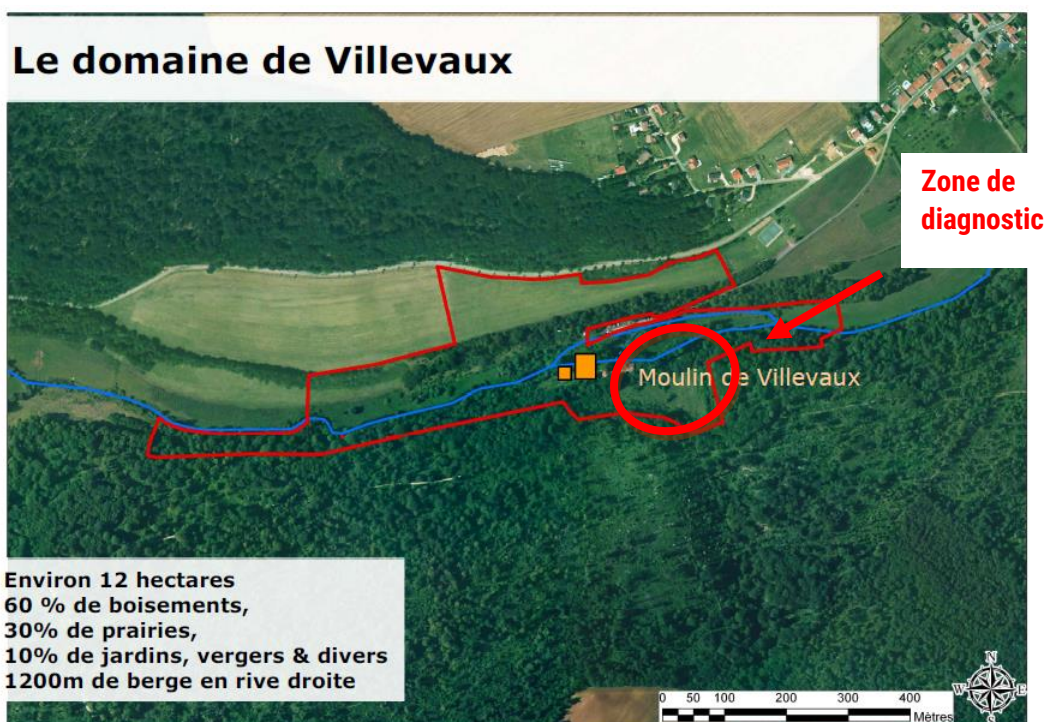 Le domaine de Villevaux
Zone de
diagnostic
Moulin de Villevaux
Environ 12 hectares
60 % de boisements,
30% de prairies,
10% de jardins, vergers & divers
1200m de berge en rive droite
0 50 100 200 300 400
Mètres
N
W E
S